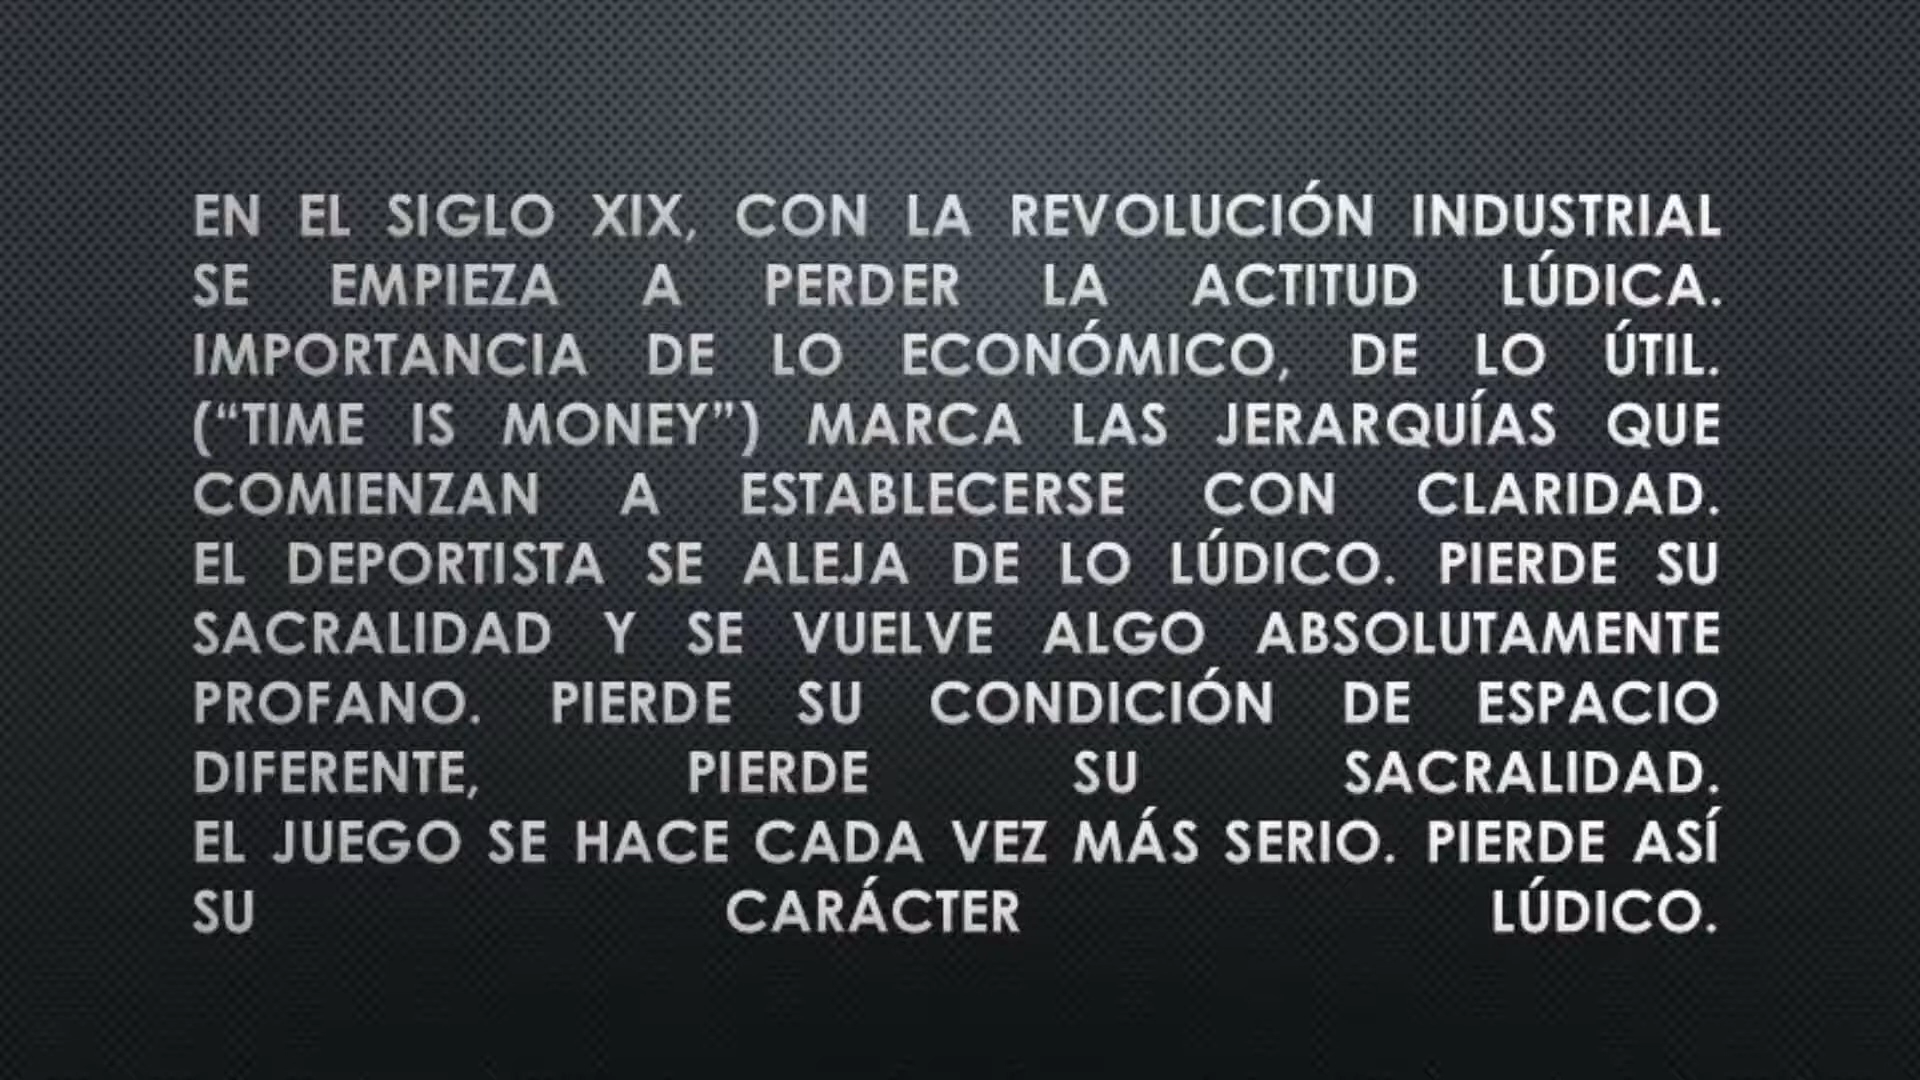 EN EL SIGLO XIX, CON LA REVOLUCIÓN INDUSTRIAL
SE EMPIEZA A PERDER LA ACTITUD LÚDICA.
IMPORTANCIA DE LO ECONÓMICO, DE LO ÚTIL.
(“TIME IS MONEY”) MARCA LAS JERARQUÍAS QUE
COMIENZAN A ESTABLECERSE CON CLARIDAD.
EL DEPORTISTA SE ALEJA DE LO LÚDICO. PIERDE SU
SACRALIDAD Y SE VUELVE ALGO ABSOLUTAMENTE
PROFANO. PIERDE SU CONDICIÓN DE ESPACIO
DIFERENTE, PIERDE SU SACRALIDAD.
EL JUEGO SE HACE CADA VEZ MÁS SERIO. PIERDE ASÍ
SU CARÁCTER LÚDICO.